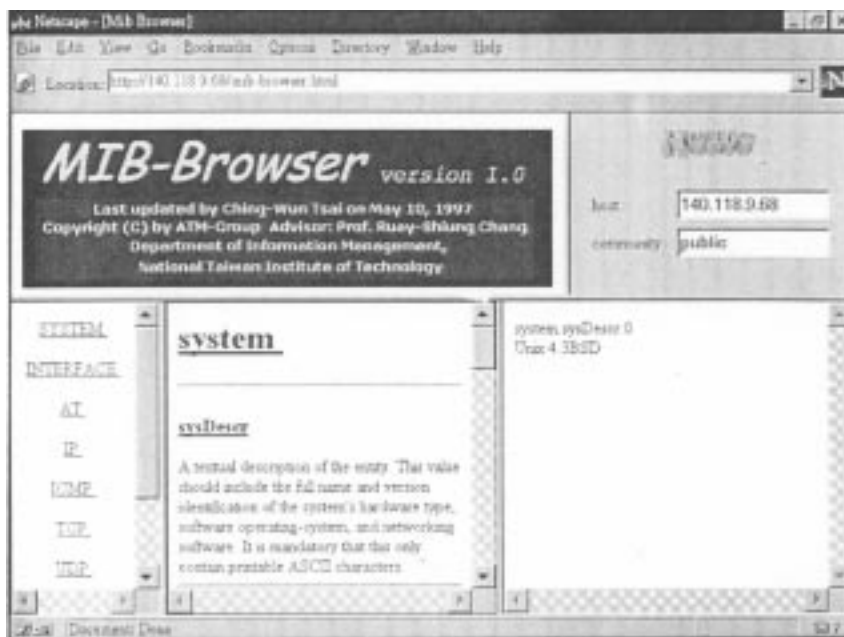 Netscape - [Mib Browser]
File Edit View Go Bookmarks Options Directory Window Help
Location: http://140.118.9.68/mib-browser.html
N
MIB-Browser version 1.0
Last updated by Ching-Wun Tsai on May 10, 1997
Copyright (C) by ATM-Group Advisor: Prof. Ruey-Shiung Chang
Department of Information Management,
National Taiwan Institute of Technology
host
140.118.9.68
community
public
SYSTEM
INTERFACE
AT
IP
ICMP
TCP
UDP
system
sysDescr
A textual description of the entity. This value
should include the full name and version
identification of the system's hardware type,
software operating-system, and networking
software. It is mandatory that this only
contain printable ASCII characters
system.sysDescr.0
Unix 4.3BSD
Document: Done